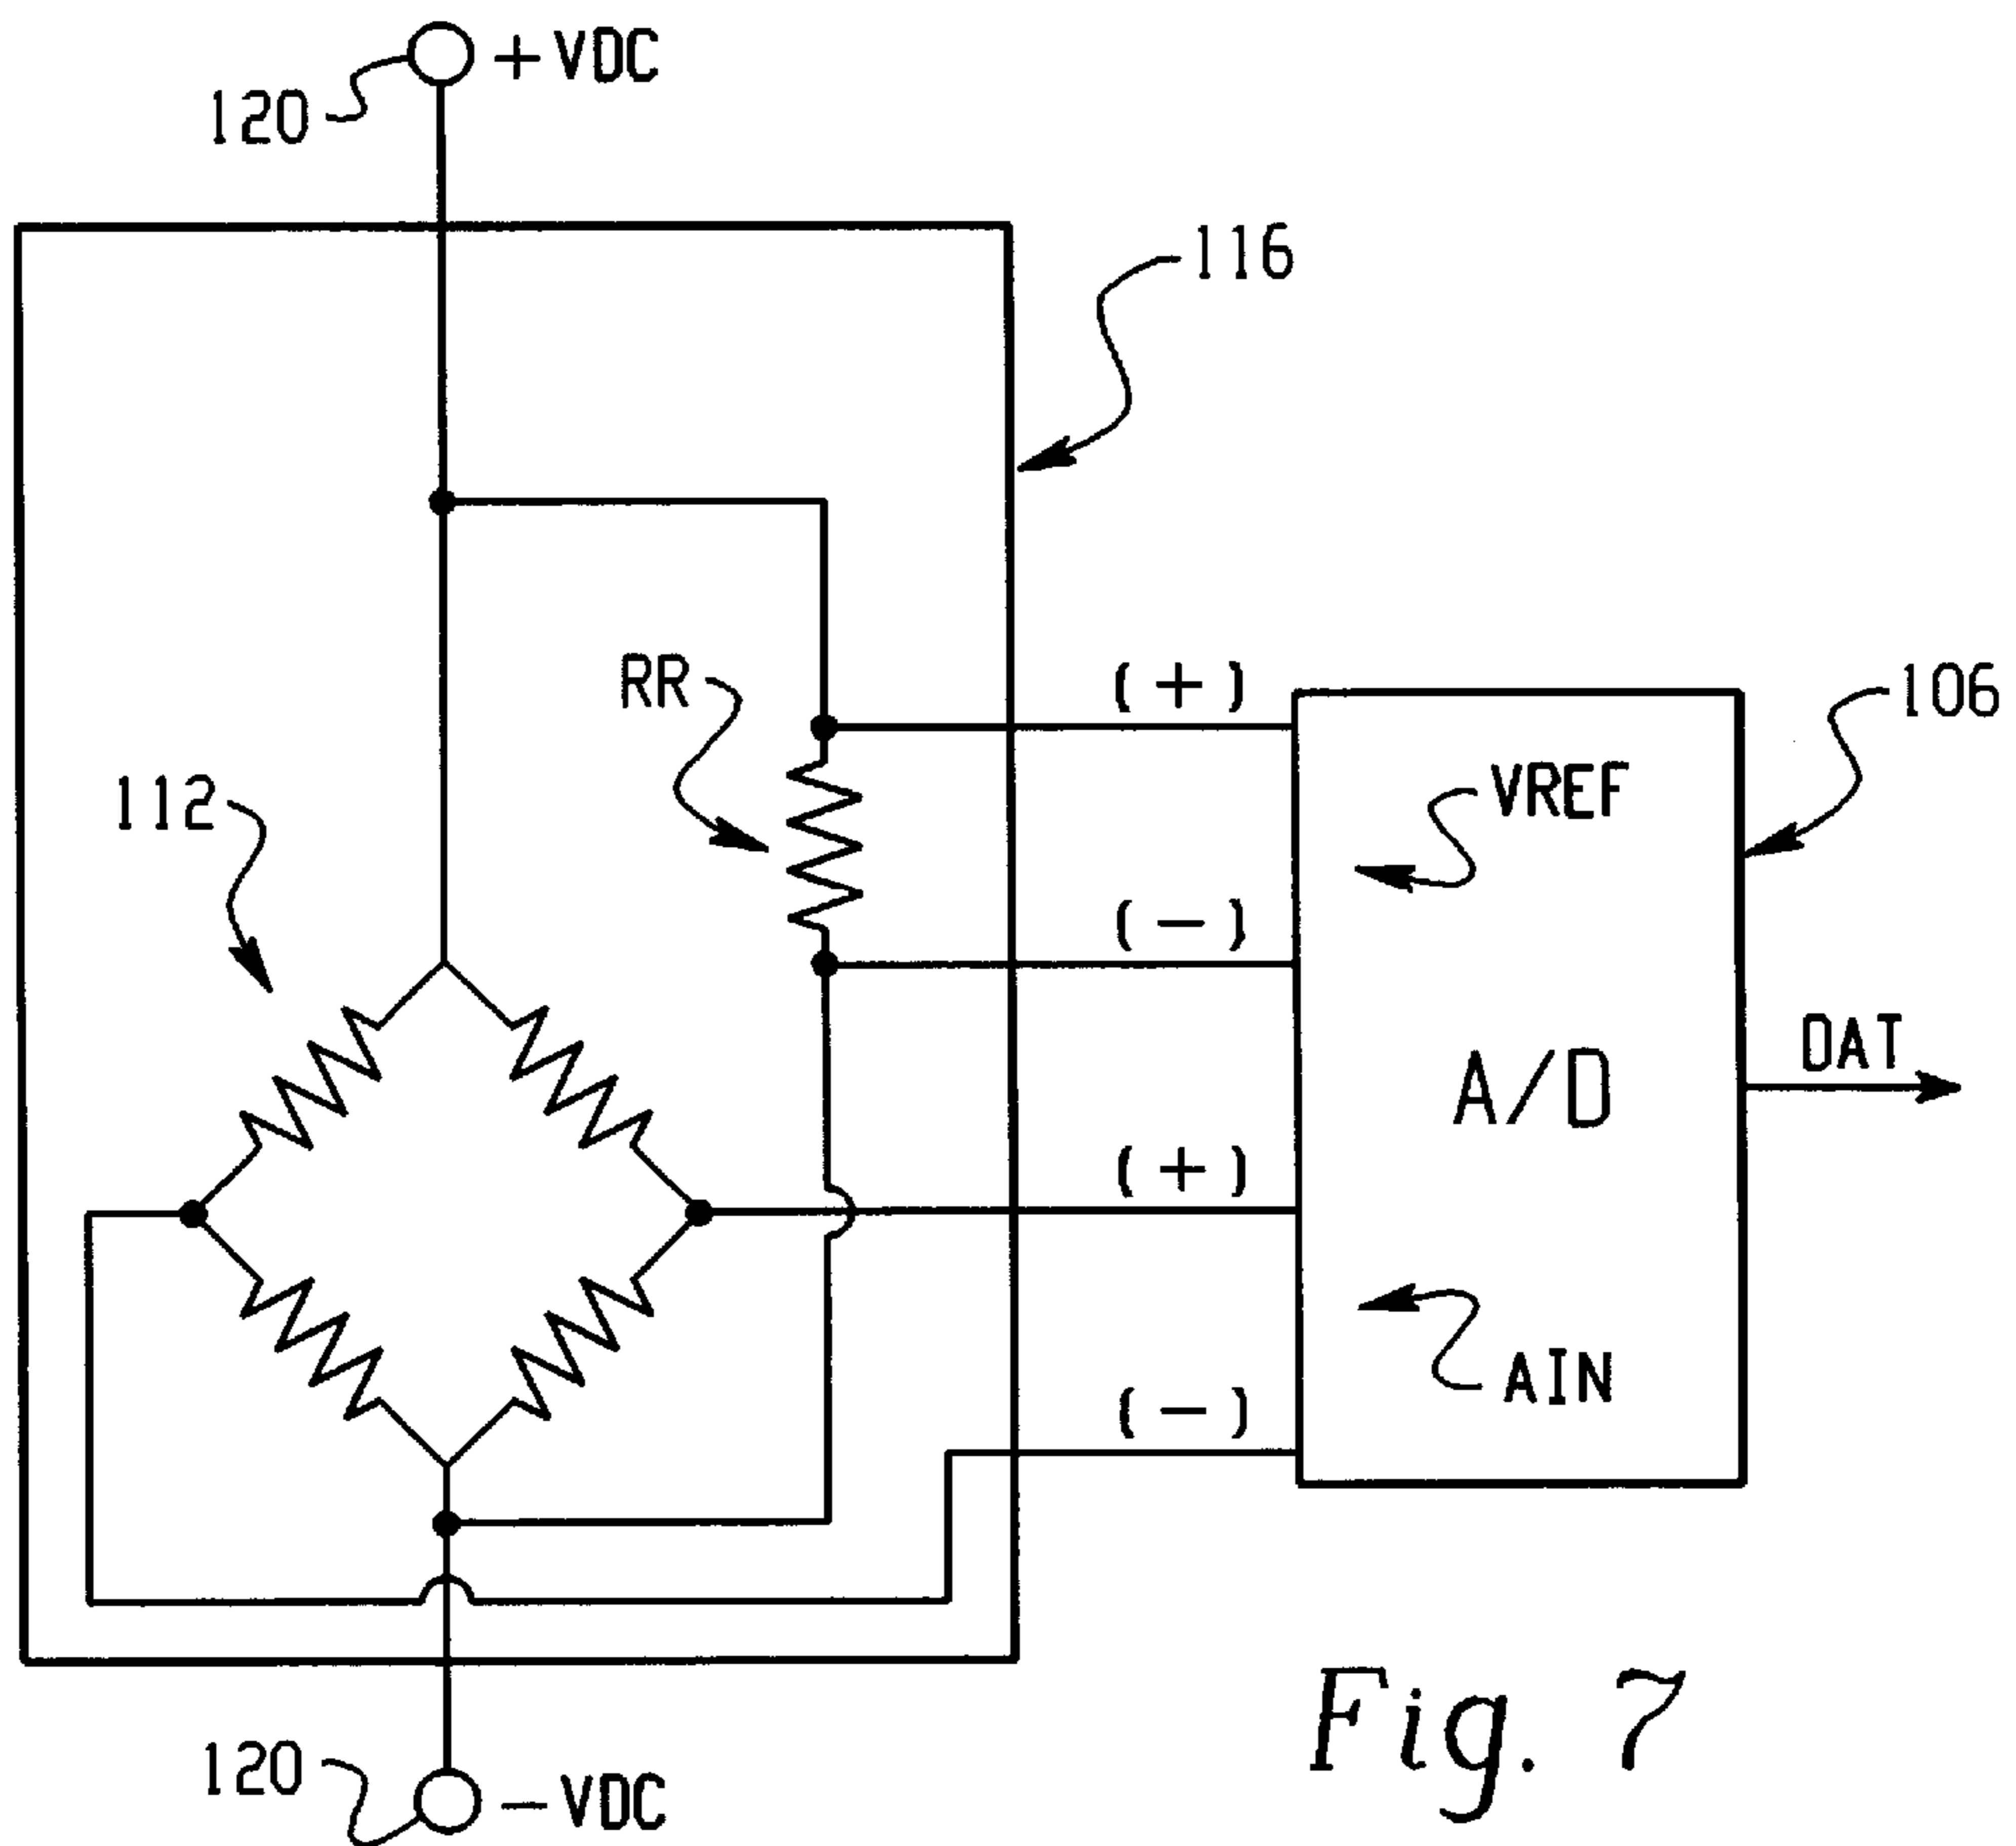 +VDC
120
116
RR
(+)
106
VREF
112
(-)
DAT
A/D
(+)
AIN
(-)
Fig. 7
120
-VDC